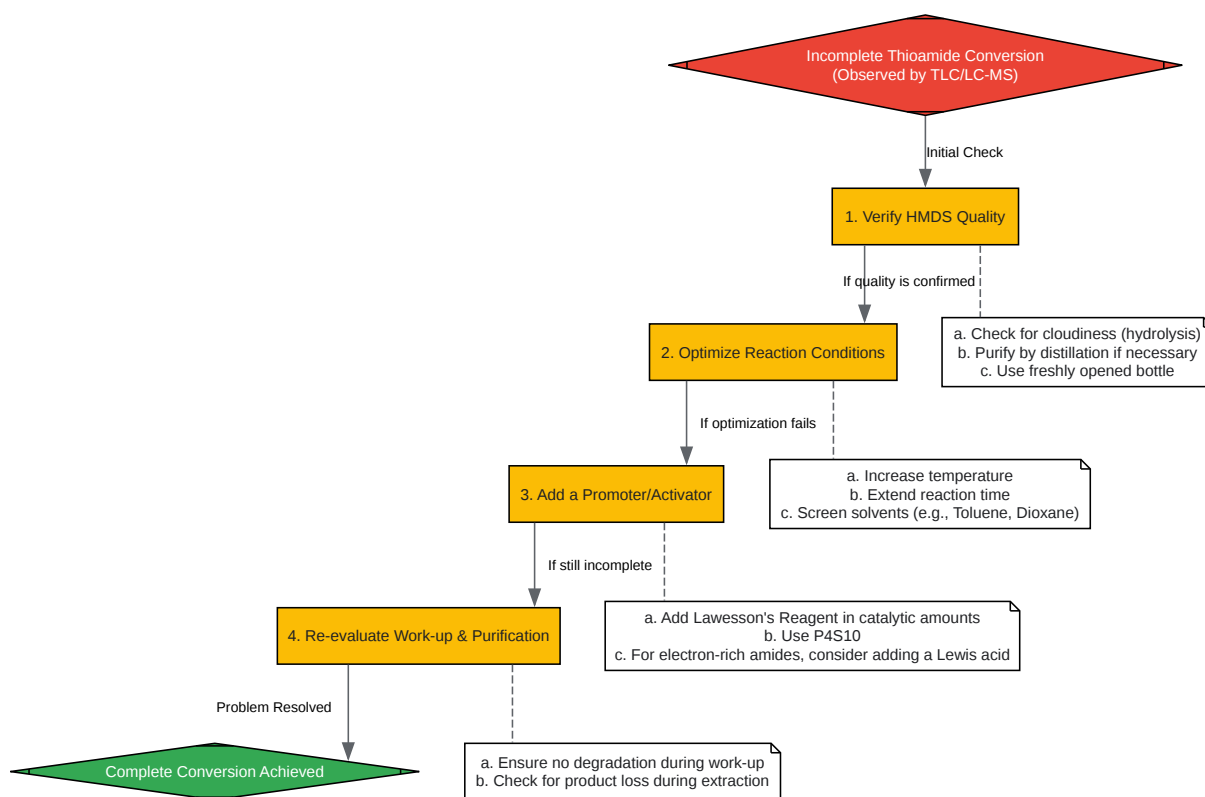 Incomplete Thioamide Conversion
(Observed by TLC/LC-MS)
Initial Check
1. Verify HMDS Quality
If quality is confirmed
a. Check for cloudiness (hydrolysis)
b. Purify by distillation if necessary
c. Use freshly opened bottle
2. Optimize Reaction Conditions
If optimization fails
a. Increase temperature
b. Extend reaction time
c. Screen solvents (e.g., Toluene, Dioxane)
3. Add a Promoter/Activator
If still incomplete
a. Add Lawesson's Reagent in catalytic amounts
b. Use P4S10
c. For electron-rich amides, consider adding a Lewis acid
4. Re-evaluate Work-up & Purification
Problem Resolved
a. Ensure no degradation during work-up
b. Check for product loss during extraction
Complete Conversion Achieved